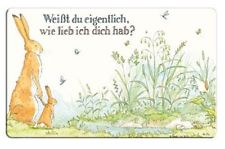 Weißt du eigentlich,
wie lieb ich dich hab?